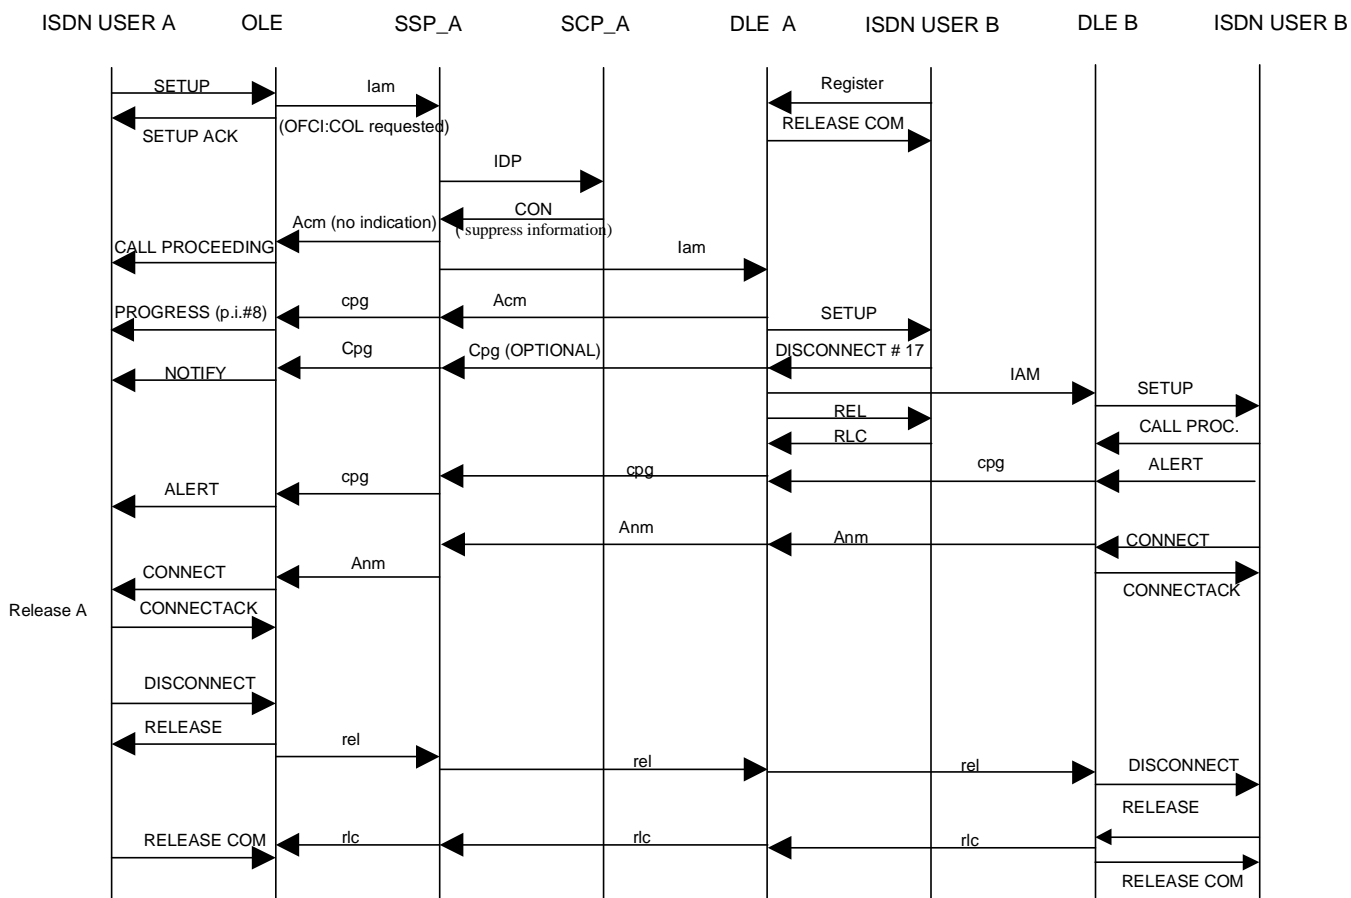 ISDN USER A OLE SSP_A SCP_A DLE A ISDN USER B DLE B ISDN USER B
SETUP Iam Register
SETUP ACK (OFCI:COL requested) RELEASE COM
IDP
Acm (no indication) CON
( suppress information)
CALL PROCEEDING Iam
PROGRESS (p.i.#8) cpg Acm SETUP
NOTIFY Cpg Cpg (OPTIONAL) DISCONNECT # 17
IAM SETUP
REL CALL PROC.
RLC
ALERT cpg cpg cpg ALERT
Anm Anm CONNECT
CONNECT Anm CONNECTACK
Release A CONNECTACK
DISCONNECT
RELEASE rel rel rel DISCONNECT
RELEASE
RELEASE COM rlc rlc rlc
RELEASE COM